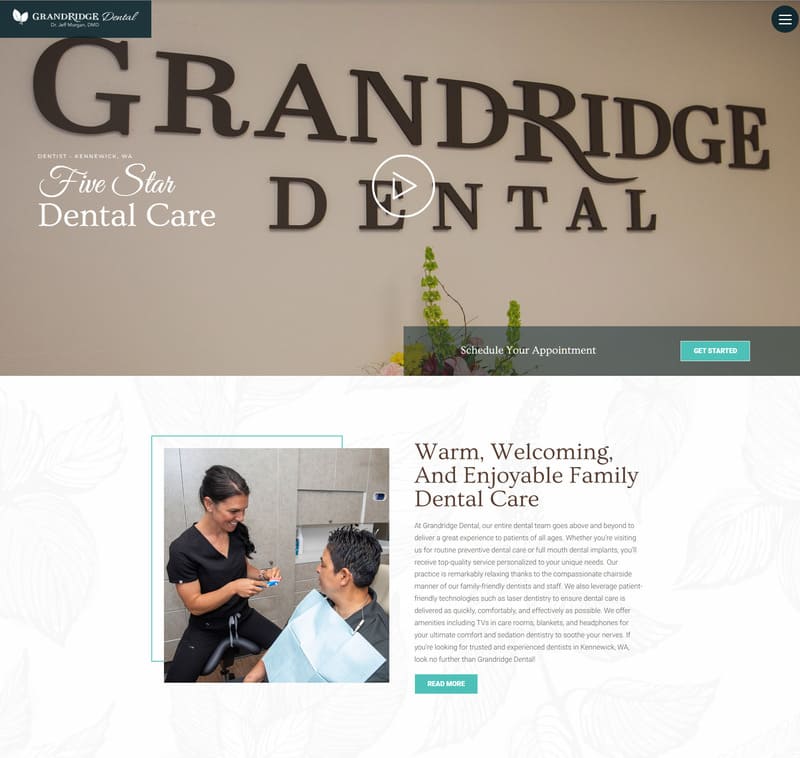 GRANDRIDGE Dental
Dr. Jeff Morgan, DMD
GRANDRIDGE
DENTAL
DENTIST - KENNEWICK, WA
Five Star
Dental Care
Schedule Your Appointment
GET STARTED
Warm, Welcoming,
And Enjoyable Family
Dental Care
At Grandridge Dental, our entire dental team goes above and beyond to
deliver a great experience to patients of all ages. Whether you're visiting
us for routine preventive dental care or full mouth dental implants, you'll
receive top-quality service personalized to your unique needs. Our
practice is remarkably relaxing thanks to the compassionate chairside
manner of our family-friendly dentists and staff. We also leverage patient-
friendly technologies such as laser dentistry to ensure dental care is
delivered as quickly, comfortably, and effectively as possible. We offer
amenities including TVs in care rooms, blankets, and headphones for
your ultimate comfort and sedation dentistry to soothe your nerves. If
you're looking for trusted and experienced dentists in Kennewick, WA,
look no further than Grandridge Dental!
READ MORE